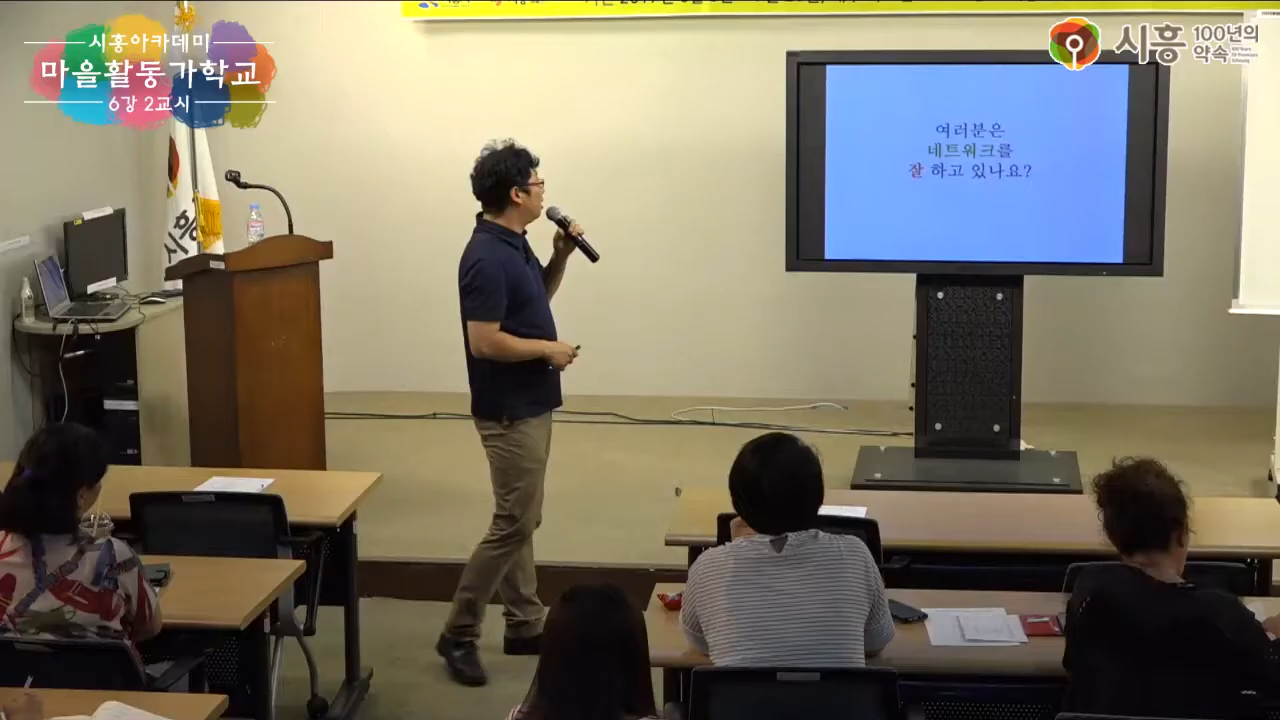 시흥아카데미
마을활동가학교
6강 2교시
시흥
100년의
약속
여러분은
네트워크를
잘 하고 있나요?
시흥